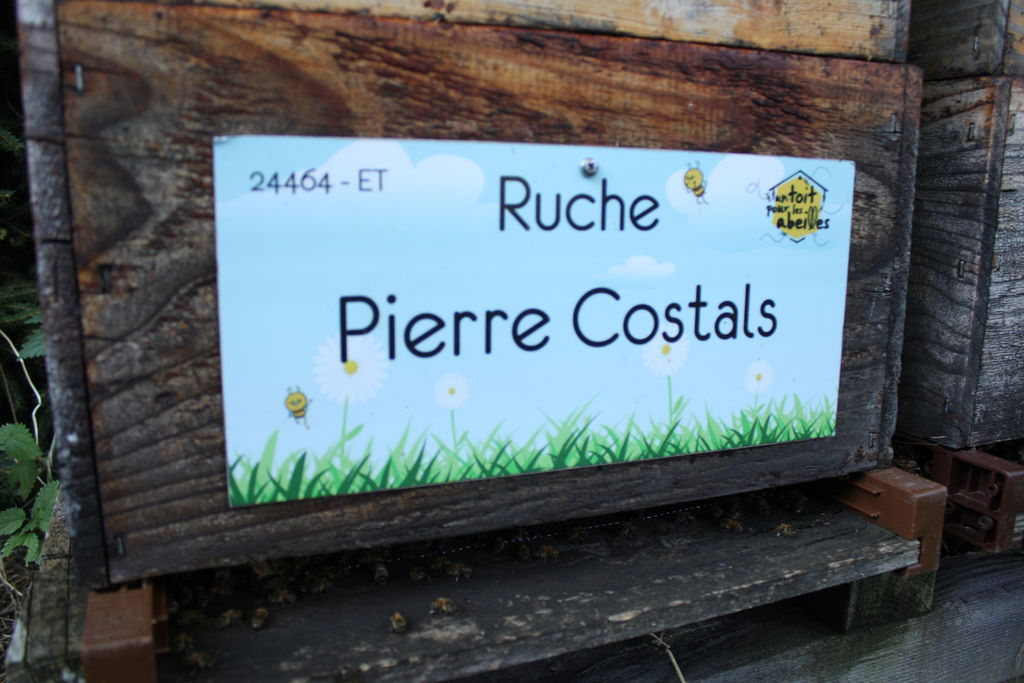 24464 - ET
Ruche
un toit
pour les
abeilles
Pierre Costals